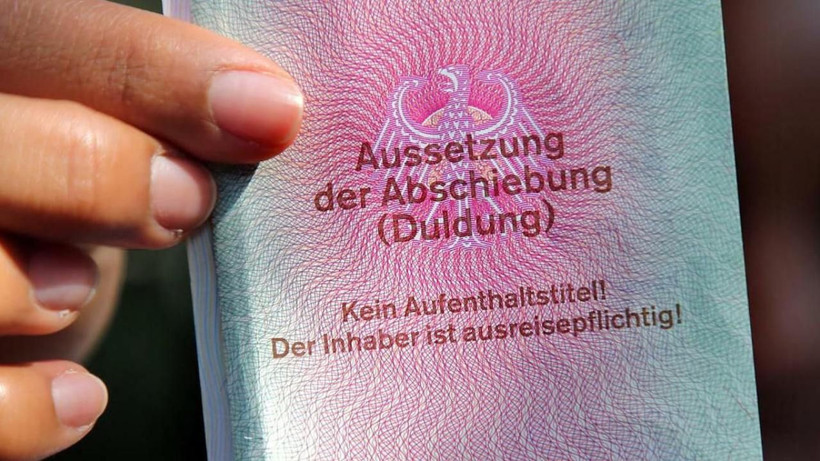 Aussetzung
der Abschiebung
(Duldung)
Kein Aufenthaltstitel!
Der Inhaber ist ausreisepflichtig!